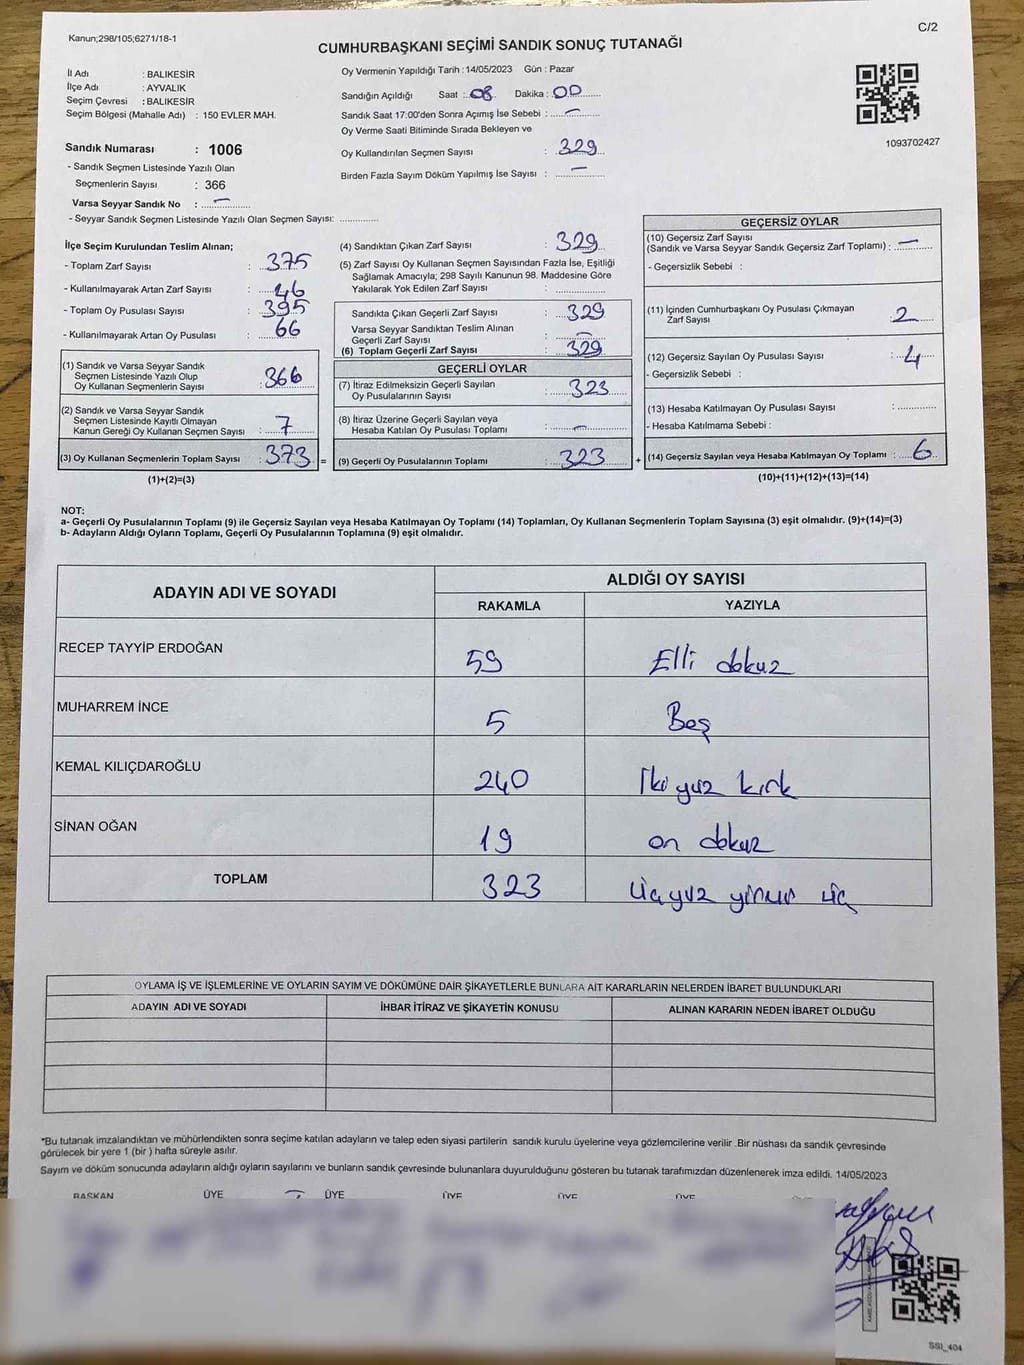 Kanun;298/105;6271/18-1
C/2
CUMHURBAŞKANI SEÇİMİ SANDIK SONUÇ TUTANAĞI
İl Adı : BALIKESİR
İlçe Adı : AYVALIK
Seçim Çevresi : BALIKESİR
Seçim Bölgesi (Mahalle Adı) : 150 EVLER MAH.
Sandık Numarası : 1006
- Sandık Seçmen Listesinde Yazılı Olan
Seçmenlerin Sayısı : 366
Varsa Seyyar Sandık No : —
- Seyyar Sandık Seçmen Listesinde Yazılı Olan Seçmen Sayısı: ..............
Oy Vermenin Yapıldığı Tarih : 14/05/2023 Gün : Pazar
Sandığın Açıldığı Saat : 08 Dakika : 00
Sandık Saat 17:00'den Sonra Açımış İse Sebebi : —
Oy Verme Saati Bitiminde Sırada Bekleyen ve
Oy Kullandırılan Seçmen Sayısı : 329
Birden Fazla Sayım Döküm Yapılmış İse Sayısı : —
1093702427
İlçe Seçim Kurulundan Teslim Alınan;
- Toplam Zarf Sayısı : 375
- Kullanılmayarak Artan Zarf Sayısı : 46
- Toplam Oy Pusulası Sayısı : 395
- Kullanılmayarak Artan Oy Pusulası : 66
(1) Sandık ve Varsa Seyyar Sandık
Seçmen Listesinde Yazılı Olup
Oy Kullanan Seçmenlerin Sayısı : 366
(2) Sandık ve Varsa Seyyar Sandık
Seçmen Listesinde Kayıtlı Olmayan
Kanun Gereği Oy Kullanan Seçmen Sayısı : 7
(3) Oy Kullanan Seçmenlerin Toplam Sayısı : 373 =
(1)+(2)=(3)
(4) Sandıktan Çıkan Zarf Sayısı : 329
(5) Zarf Sayısı Oy Kullanan Seçmen Sayısından Fazla İse, Eşitliği
Sağlamak Amacıyla; 298 Sayılı Kanunun 98. Maddesine Göre
Yakılarak Yok Edilen Zarf Sayısı : ..............
Sandıkta Çıkan Geçerli Zarf Sayısı : 329
Varsa Seyyar Sandıktan Teslim Alınan
Geçerli Zarf Sayısı : —
(6) Toplam Geçerli Zarf Sayısı : 329
GEÇERLİ OYLAR
(7) İtiraz Edilmeksizin Geçerli Sayılan
Oy Pusulalarının Sayısı : 323
(8) İtiraz Üzerine Geçerli Sayılan veya
Hesaba Katılan Oy Pusulası Toplamı : —
(9) Geçerli Oy Pusulalarının Toplamı : 323 +
GEÇERSİZ OYLAR
(10) Geçersiz Zarf Sayısı
(Sandık ve Varsa Seyyar Sandık Geçersiz Zarf Toplamı) : —
- Geçersizlik Sebebi :
(11) İçinden Cumhurbaşkanı Oy Pusulası Çıkmayan
Zarf Sayısı : 2
(12) Geçersiz Sayılan Oy Pusulası Sayısı : 4
- Geçersizlik Sebebi :
(13) Hesaba Katılmayan Oy Pusulası Sayısı : ..............
- Hesaba Katılmama Sebebi :
(14) Geçersiz Sayılan veya Hesaba Katılmayan Oy Toplamı : 6
(10)+(11)+(12)+(13)=(14)
NOT:
a- Geçerli Oy Pusulalarının Toplamı (9) ile Geçersiz Sayılan veya Hesaba Katılmayan Oy Toplamı (14) Toplamları, Oy Kullanan Seçmenlerin Toplam Sayısına (3) eşit olmalıdır. (9)+(14)=(3)
b- Adayların Aldığı Oyların Toplamı, Geçerli Oy Pusulalarının Toplamına (9) eşit olmalıdır.
ADAYIN ADI VE SOYADI
ALDIĞI OY SAYISI
RAKAMLA YAZIYLA
RECEP TAYYİP ERDOĞAN 59 Elli dokuz
MUHARREM İNCE 5 Beş
KEMAL KILIÇDAROĞLU 240 İki yüz kırk
SİNAN OĞAN 19 on dokuz
TOPLAM 323 üçyüz yirmi üç
OYLAMA İŞ VE İŞLEMLERİNE VE OYLARIN SAYIM VE DÖKÜMÜNE DAİR ŞİKAYETLERLE BUNLARA AİT KARARLARIN NELERDEN İBARET BULUNDUKLARI
ADAYIN ADI VE SOYADI İHBAR İTİRAZ VE ŞİKAYETİN KONUSU ALINAN KARARIN NEDEN İBARET OLDUĞU
*Bu tutanak imzalandıktan ve mühürlendikten sonra seçime katılan adayların ve talep eden siyasi partilerin sandık kurulu üyelerine veya gözlemcilerine verilir .Bir nüshası da sandık çevresinde
görülecek bir yere 1 (bir ) hafta süreyle asılır.
Sayım ve döküm sonucunda adayların aldığı oyların sayılarını ve bunların sandık çevresinde bulunanlara duyurulduğunu gösteren bu tutanak tarafımızdan düzenlenerek imza edildi. 14/05/2023
BAŞKAN ÜYE ÜYE ÜYE ÜYE ÜYE
SSI_404